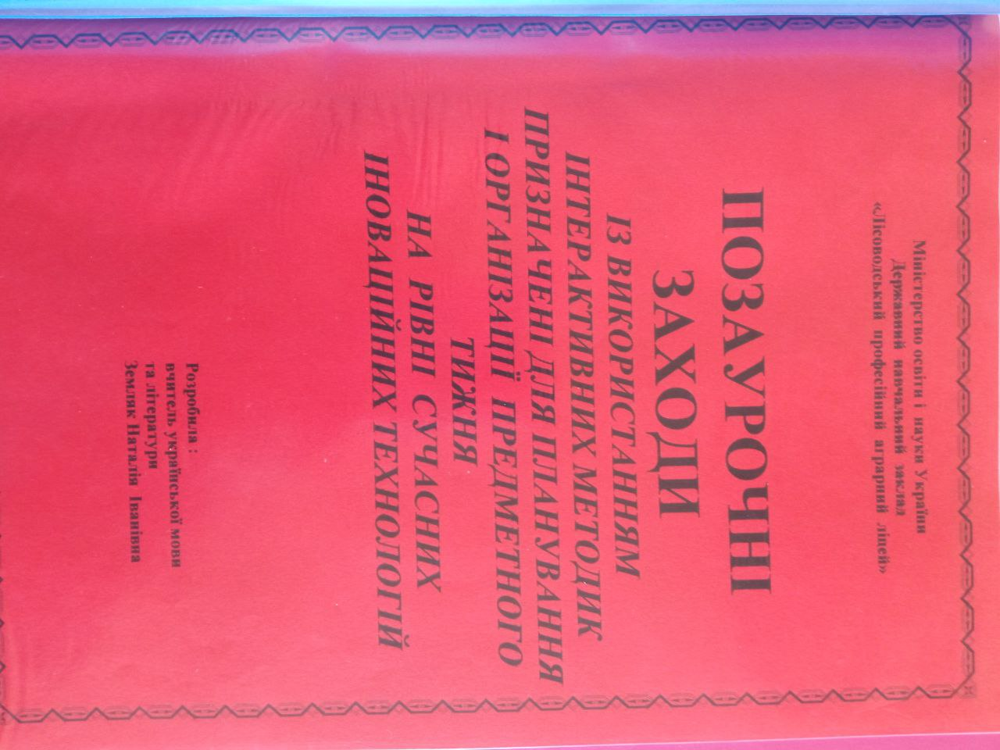 Міністерство освіти і науки України
Державний навчальний заклад
«Лісоводський професійний аграрний ліцей»
ПОЗАУРОЧНІ
ЗАХОДИ
ІЗ ВИКОРИСТАННЯМ
ІНТЕРАКТИВНИХ МЕТОДИК
ПРИЗНАЧЕНІ ДЛЯ ПЛАНУВАННЯ
І ОРГАНІЗАЦІЇ ПРЕДМЕТНОГО
ТИЖНЯ
НА РІВНІ СУЧАСНИХ
ІНОВАЦІЙНИХ ТЕХНОЛОГІЙ
Розробила :
вчитель української мови
та літератури
Земляк Наталія Іванівна